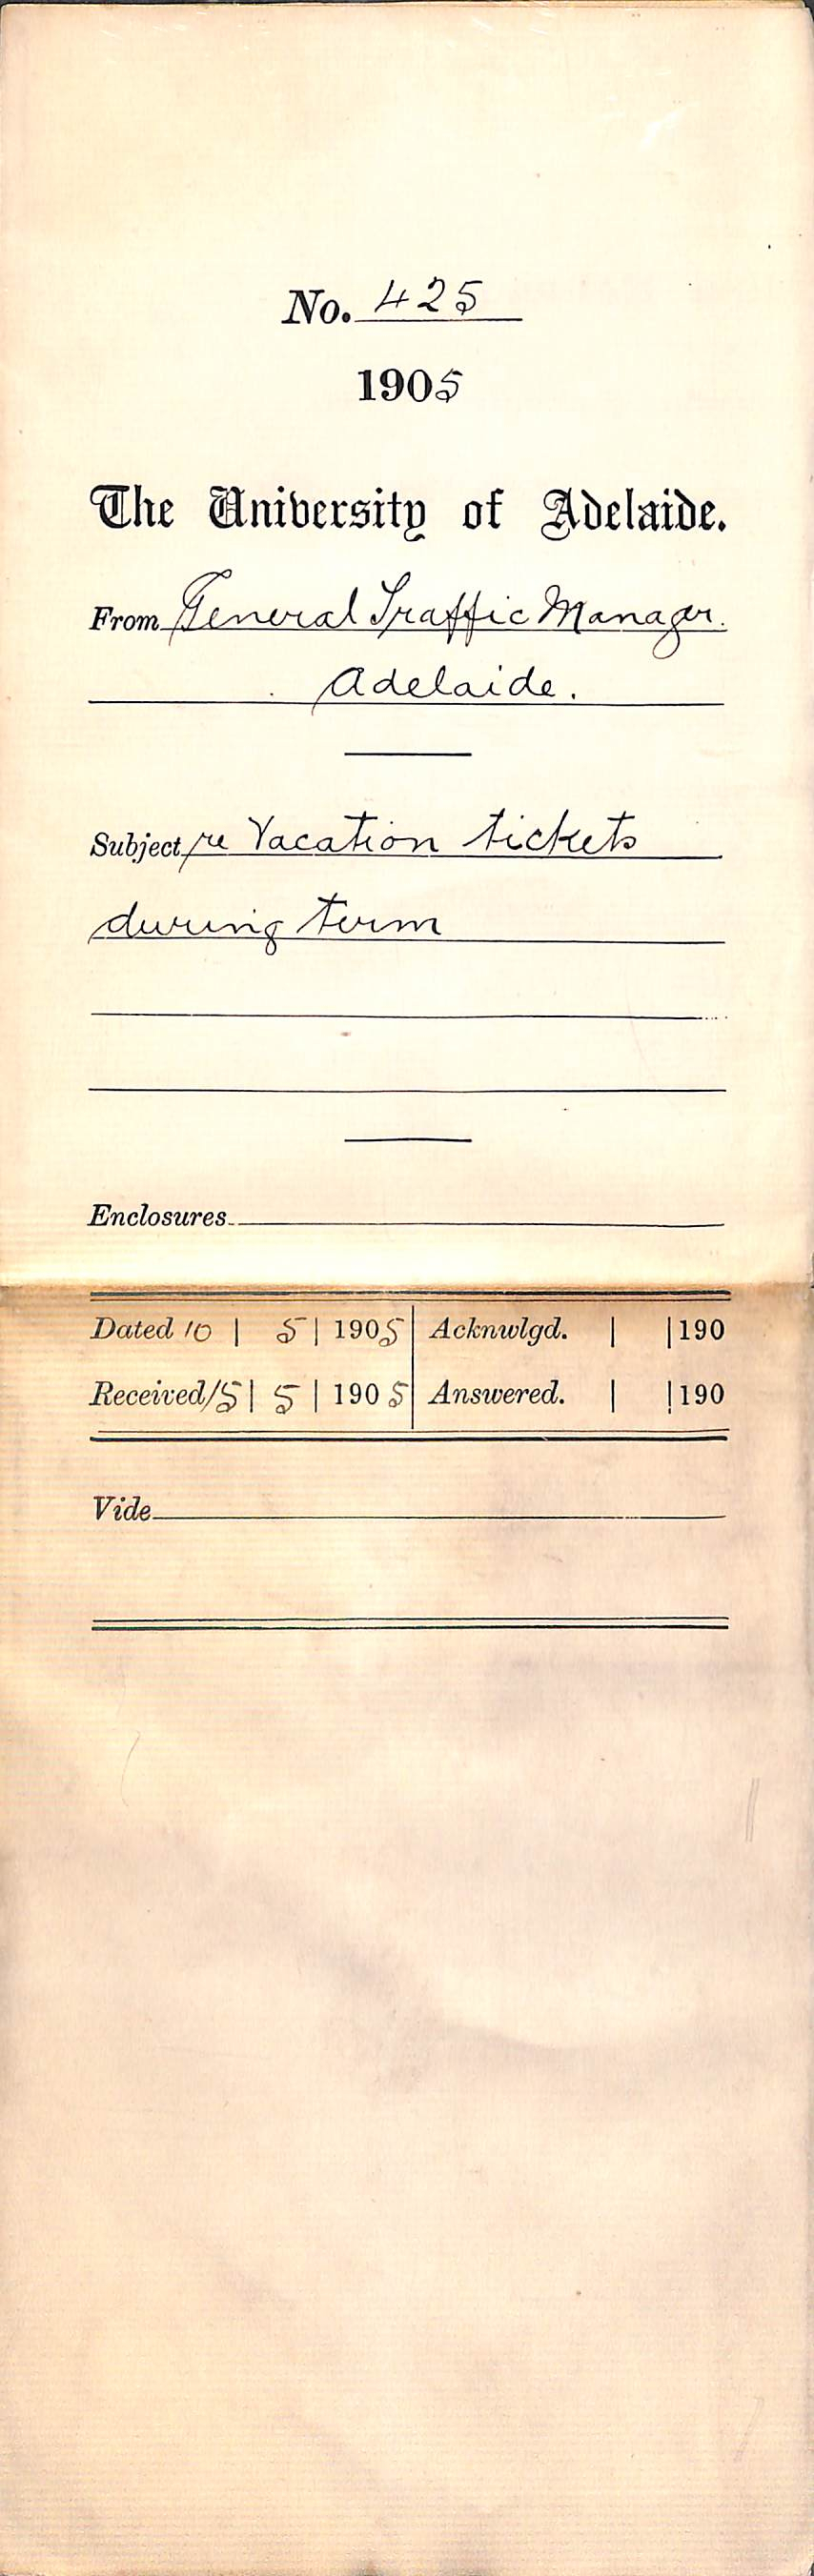 No. 425
1905
The University of Adelaide.
From General Traffic Manager.
Adelaide.
Subject re Vacation tickets
during term
Enclosures
Dated 10 | 5 | 1905 | Acknwlgd. | | 190
Received 15 | 5 | 1905 | Answered. | | 190
Vide